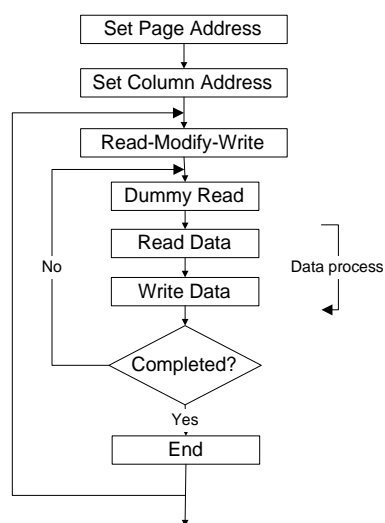 Set Page Address
Set Column Address
Read-Modify-Write
Dummy Read
Read Data
No
Data process
Write Data
Completed?
Yes
End